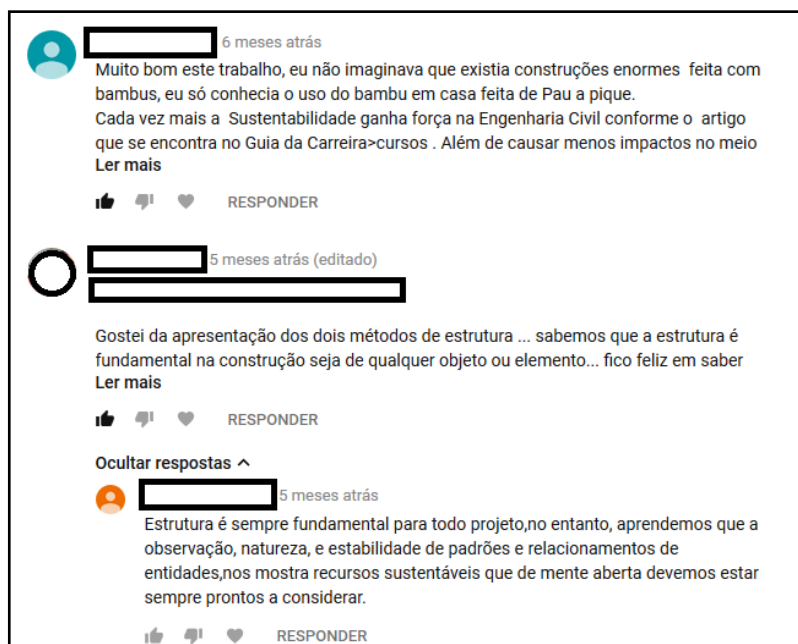 6 meses atrás
Muito bom este trabalho, eu não imaginava que existia construções enormes feita com
bambus, eu só conhecia o uso do bambu em casa feita de Pau a pique.
Cada vez mais a Sustentabilidade ganha força na Engenharia Civil conforme o artigo
que se encontra no Guia da Carreira>cursos . Além de causar menos impactos no meio
Ler mais
RESPONDER
5 meses atrás (editado)
Gostei da apresentação dos dois métodos de estrutura ... sabemos que a estrutura é
fundamental na construção seja de qualquer objeto ou elemento... fico feliz em saber
Ler mais
RESPONDER
Ocultar respostas
5 meses atrás
Estrutura é sempre fundamental para todo projeto,no entanto, aprendemos que a
observação, natureza, e estabilidade de padrões e relacionamentos de
entidades,nos mostra recursos sustentáveis que de mente aberta devemos estar
sempre prontos a considerar.
RESPONDER